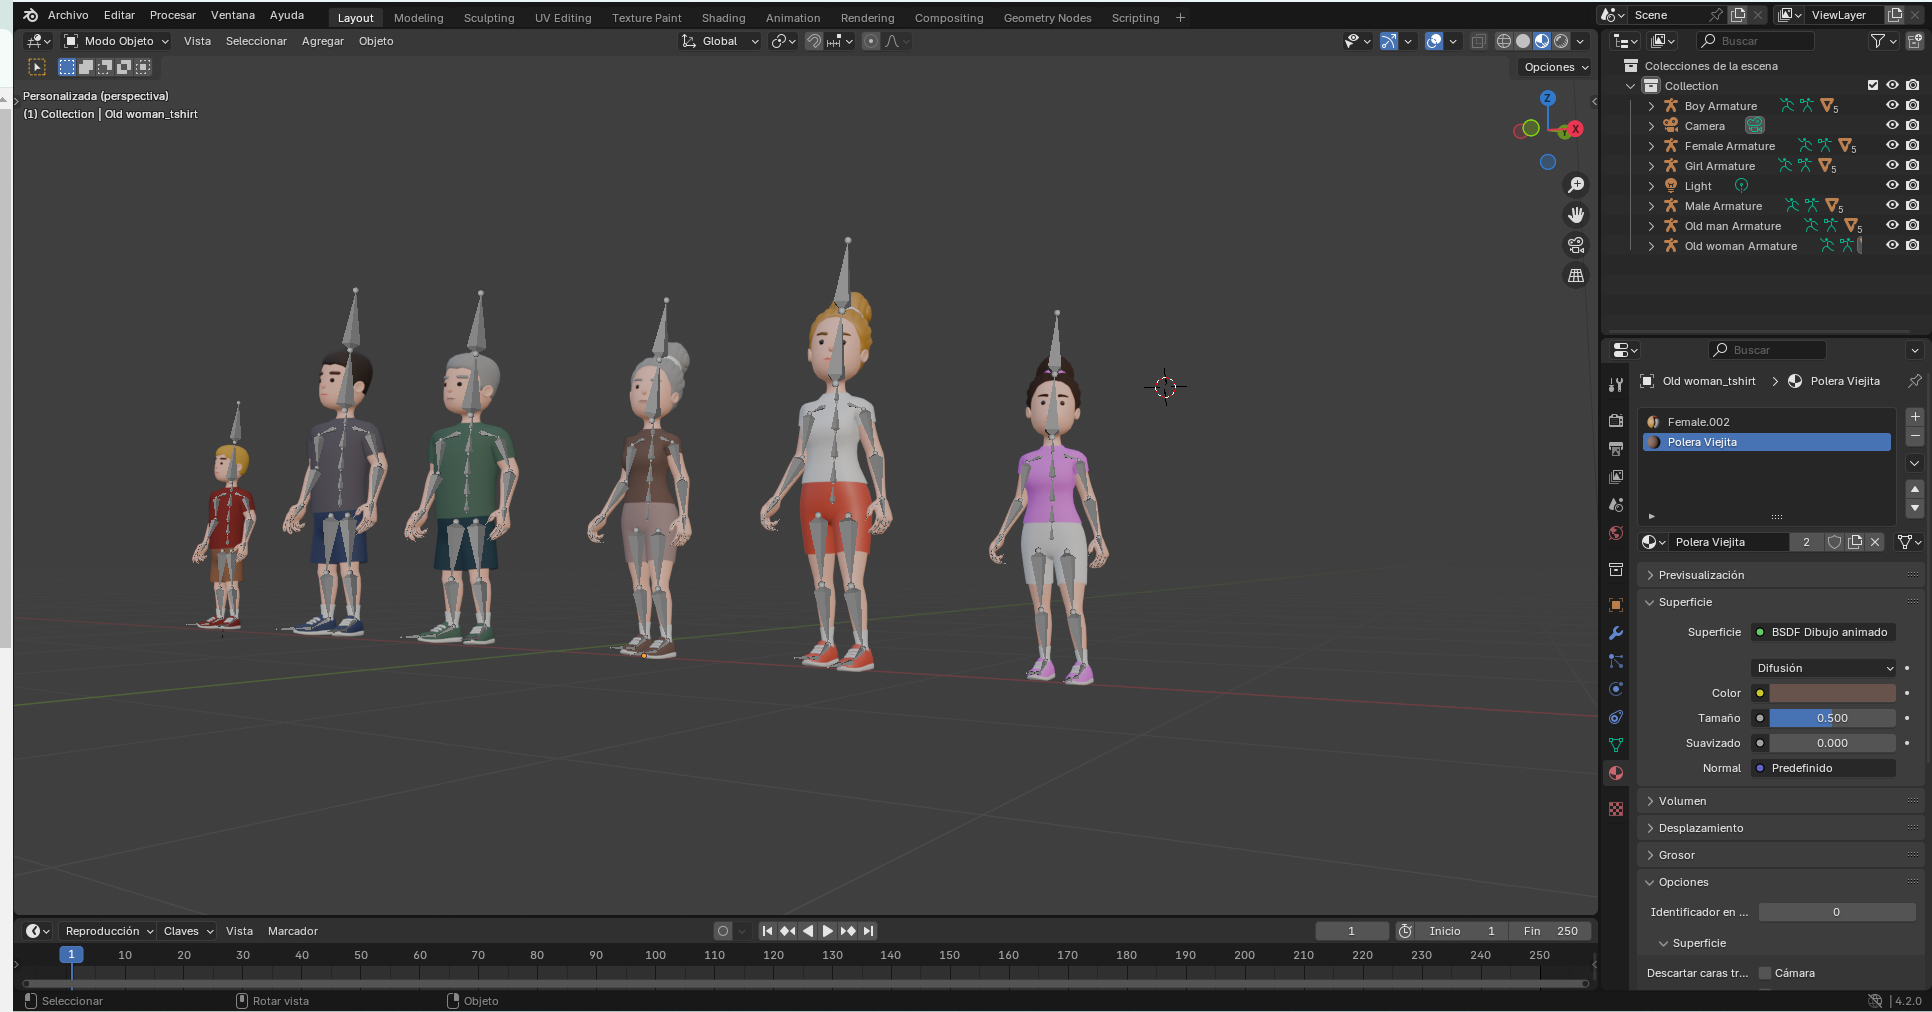 Archivo Editar Procesar Ventana Ayuda Layout Modeling Sculpting UV Editing Texture Paint Shading Animation Rendering Compositing Geometry Nodes Scripting + Scene ViewLayer
Modo Objeto Vista Seleccionar Agregar Objeto Global Buscar
Opciones
Personalizada (perspectiva)
(1) Collection | Old woman_tshirt
Z
Y
X
Colecciones de la escena
Collection
Boy Armature 5
Camera
Female Armature 5
Girl Armature 5
Light
Male Armature 5
Old man Armature 5
Old woman Armature
Buscar
Old woman_tshirt > Polera Viejita
Female.002
Polera Viejita
Polera Viejita 2
Previsualización
Superficie
Superficie BSDF Dibujo animado
Difusión
Color
Tamaño 0.500
Suavizado 0.000
Normal Predefinido
Volumen
Desplazamiento
Grosor
Opciones
Identificador en ... 0
Superficie
Descartar caras tr... Cámara
Reproducción Claves Vista Marcador 1 Inicio 1 Fin 250
1 10 20 30 40 50 60 70 80 90 100 110 120 130 140 150 160 170 180 190 200 210 220 230 240 250
Seleccionar Rotar vista Objeto 4.2.0